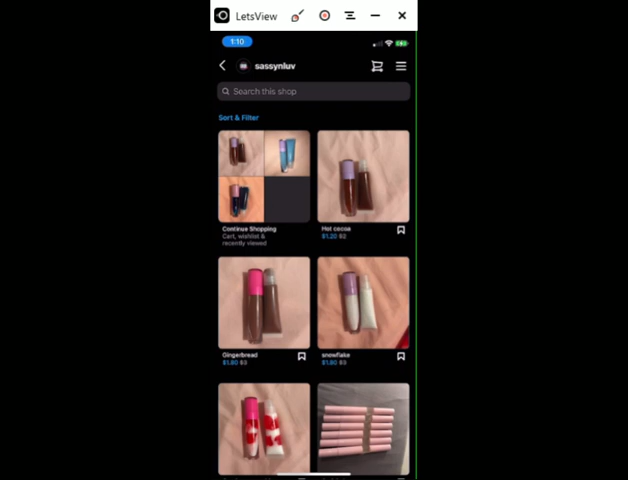 LetsView
1:10
sassynluv
Search this shop
Sort & Filter
Continue Shopping
Cart, wishlist &
recently viewed
Hot cocoa
$1.20 $2
Gingerbread
$1.80 $3
snowflake
$1.80 $3